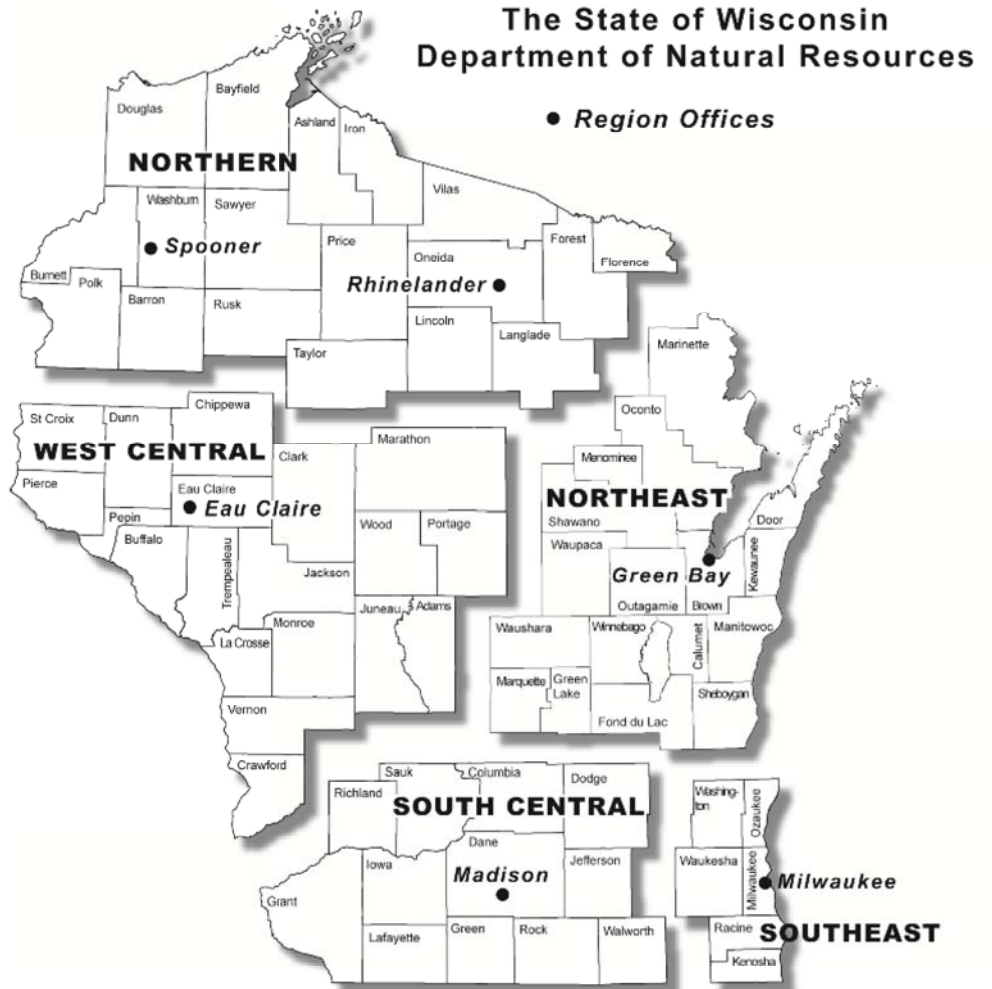 The State of Wisconsin
Department of Natural Resources
Region Offices
Douglas
Bayfield
Ashland
Iron
NORTHERN
Vilas
Washburn
Sawyer
Spooner
Price
Oneida
Forest
Florence
Burnett
Polk
Barron
Rusk
Rhinelander
Lincoln
Langlade
Taylor
Marinette
St Croix
Dunn
Chippewa
WEST CENTRAL
Clark
Marathon
Pierce
Eau Claire
Eau Claire
Pepin
Buffalo
Trempealeau
Jackson
Wood
Portage
Juneau
Adams
Monroe
La Crosse
Vernon
Crawford
Oconto
Menominee
NORTHEAST
Shawano
Waupaca
Door
Kewaunee
Green Bay
Outagamie
Brown
Waushara
Winnebago
Calumet
Manitowoc
Marquette
Green
Lake
Fond du Lac
Sheboygan
Sauk
Columbia
Dodge
Richland
SOUTH CENTRAL
Dane
Iowa
Jefferson
Madison
Grant
Lafayette
Green
Rock
Walworth
Washing-
ton
Ozaukee
Waukesha
Milwaukee
Milwaukee
Racine
SOUTHEAST
Kenosha